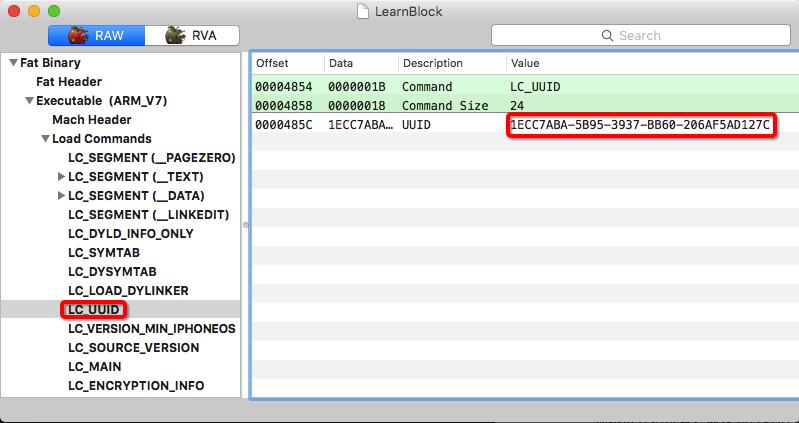 LearnBlock
RAW RVA Search
Fat Binary
Fat Header
Executable (ARM_V7)
Mach Header
Load Commands
LC_SEGMENT (__PAGEZERO)
LC_SEGMENT (__TEXT)
LC_SEGMENT (__DATA)
LC_SEGMENT (__LINKEDIT)
LC_DYLD_INFO_ONLY
LC_SYMTAB
LC_DYSYMTAB
LC_LOAD_DYLINKER
LC_UUID
LC_VERSION_MIN_IPHONEOS
LC_SOURCE_VERSION
LC_MAIN
LC_ENCRYPTION_INFO
Offset Data Description Value
00004854 0000001B Command LC_UUID
00004858 00000018 Command Size 24
0000485C 1ECC7ABA… UUID 1ECC7ABA-5B95-3937-BB60-206AF5AD127C